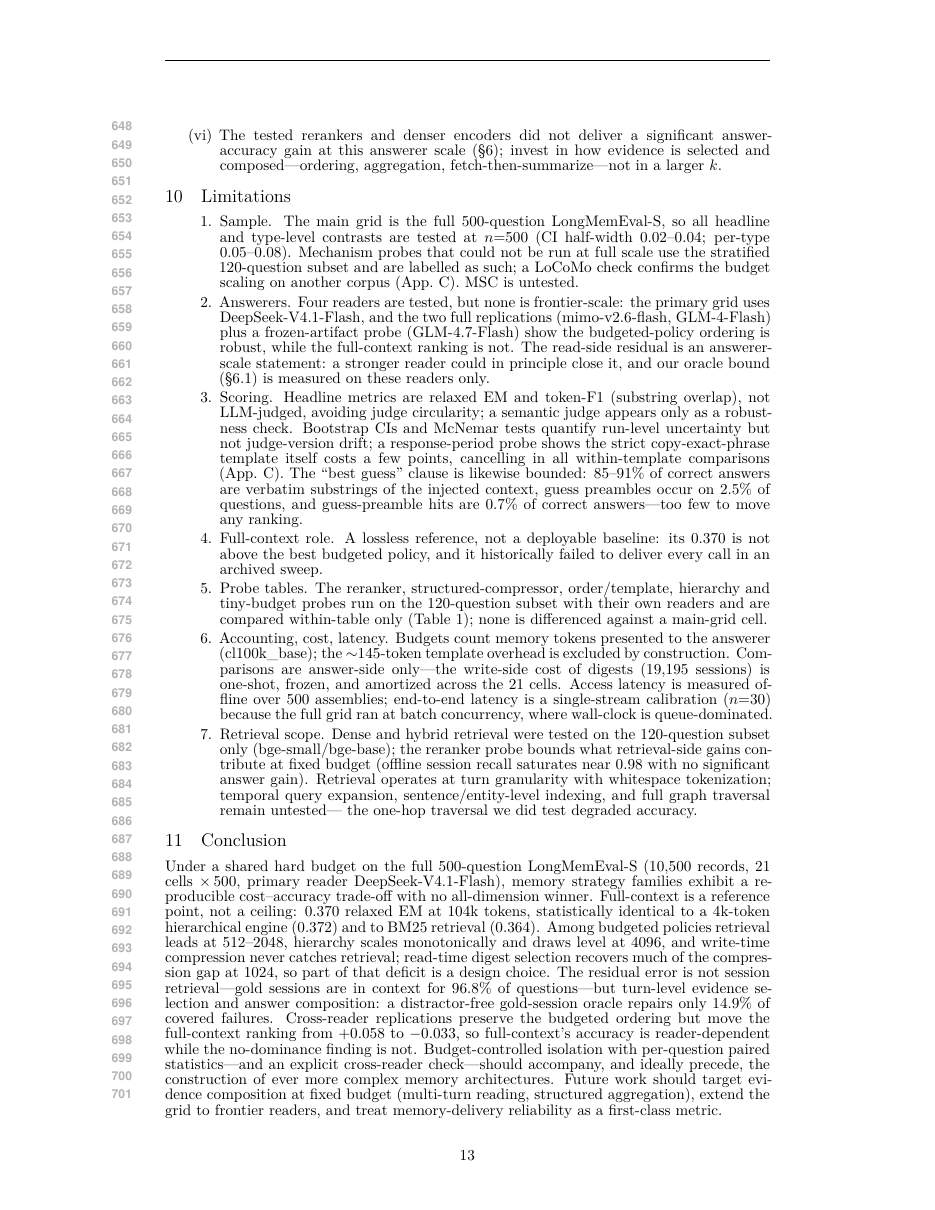 648
649
650
651
652
653
654
655
656
657
658
659
660
661
662
663
664
665
666
667
668
669
670
671
672
673
674
675
676
677
678
679
680
681
682
683
684
685
686
687
688
689
690
691
692
693
694
695
696
697
698
699
700
701
(vi) The tested rerankers and denser encoders did not deliver a significant answer-
accuracy gain at this answerer scale (§6); invest in how evidence is selected and
composed—ordering, aggregation, fetch-then-summarize—not in a larger k.
10 Limitations
1. Sample. The main grid is the full 500-question LongMemEval-S, so all headline
and type-level contrasts are tested at n=500 (CI half-width 0.02–0.04; per-type
0.05–0.08). Mechanism probes that could not be run at full scale use the stratified
120-question subset and are labelled as such; a LoCoMo check confirms the budget
scaling on another corpus (App. C). MSC is untested.
2. Answerers. Four readers are tested, but none is frontier-scale: the primary grid uses
DeepSeek-V4.1-Flash, and the two full replications (mimo-v2.6-flash, GLM-4-Flash)
plus a frozen-artifact probe (GLM-4.7-Flash) show the budgeted-policy ordering is
robust, while the full-context ranking is not. The read-side residual is an answerer-
scale statement: a stronger reader could in principle close it, and our oracle bound
(§6.1) is measured on these readers only.
3. Scoring. Headline metrics are relaxed EM and token-F1 (substring overlap), not
LLM-judged, avoiding judge circularity; a semantic judge appears only as a robust-
ness check. Bootstrap CIs and McNemar tests quantify run-level uncertainty but
not judge-version drift; a response-period probe shows the strict copy-exact-phrase
template itself costs a few points, cancelling in all within-template comparisons
(App. C). The “best guess” clause is likewise bounded: 85–91% of correct answers
are verbatim substrings of the injected context, guess preambles occur on 2.5% of
questions, and guess-preamble hits are 0.7% of correct answers—too few to move
any ranking.
4. Full-context role. A lossless reference, not a deployable baseline: its 0.370 is not
above the best budgeted policy, and it historically failed to deliver every call in an
archived sweep.
5. Probe tables. The reranker, structured-compressor, order/template, hierarchy and
tiny-budget probes run on the 120-question subset with their own readers and are
compared within-table only (Table 1); none is differenced against a main-grid cell.
6. Accounting, cost, latency. Budgets count memory tokens presented to the answerer
(cl100k_base); the ∼145-token template overhead is excluded by construction. Com-
parisons are answer-side only—the write-side cost of digests (19,195 sessions) is
one-shot, frozen, and amortized across the 21 cells. Access latency is measured of-
fline over 500 assemblies; end-to-end latency is a single-stream calibration (n=30)
because the full grid ran at batch concurrency, where wall-clock is queue-dominated.
7. Retrieval scope. Dense and hybrid retrieval were tested on the 120-question subset
only (bge-small/bge-base); the reranker probe bounds what retrieval-side gains con-
tribute at fixed budget (offline session recall saturates near 0.98 with no significant
answer gain). Retrieval operates at turn granularity with whitespace tokenization;
temporal query expansion, sentence/entity-level indexing, and full graph traversal
remain untested— the one-hop traversal we did test degraded accuracy.
11 Conclusion
Under a shared hard budget on the full 500-question LongMemEval-S (10,500 records, 21
cells ×500, primary reader DeepSeek-V4.1-Flash), memory strategy families exhibit a re-
producible cost–accuracy trade-off with no all-dimension winner. Full-context is a reference
point, not a ceiling: 0.370 relaxed EM at 104k tokens, statistically identical to a 4k-token
hierarchical engine (0.372) and to BM25 retrieval (0.364). Among budgeted policies retrieval
leads at 512–2048, hierarchy scales monotonically and draws level at 4096, and write-time
compression never catches retrieval; read-time digest selection recovers much of the compres-
sion gap at 1024, so part of that deficit is a design choice. The residual error is not session
retrieval—gold sessions are in context for 96.8% of questions—but turn-level evidence se-
lection and answer composition: a distractor-free gold-session oracle repairs only 14.9% of
covered failures. Cross-reader replications preserve the budgeted ordering but move the
full-context ranking from +0.058 to −0.033, so full-context’s accuracy is reader-dependent
while the no-dominance finding is not. Budget-controlled isolation with per-question paired
statistics—and an explicit cross-reader check—should accompany, and ideally precede, the
construction of ever more complex memory architectures. Future work should target evi-
dence composition at fixed budget (multi-turn reading, structured aggregation), extend the
grid to frontier readers, and treat memory-delivery reliability as a first-class metric.
13